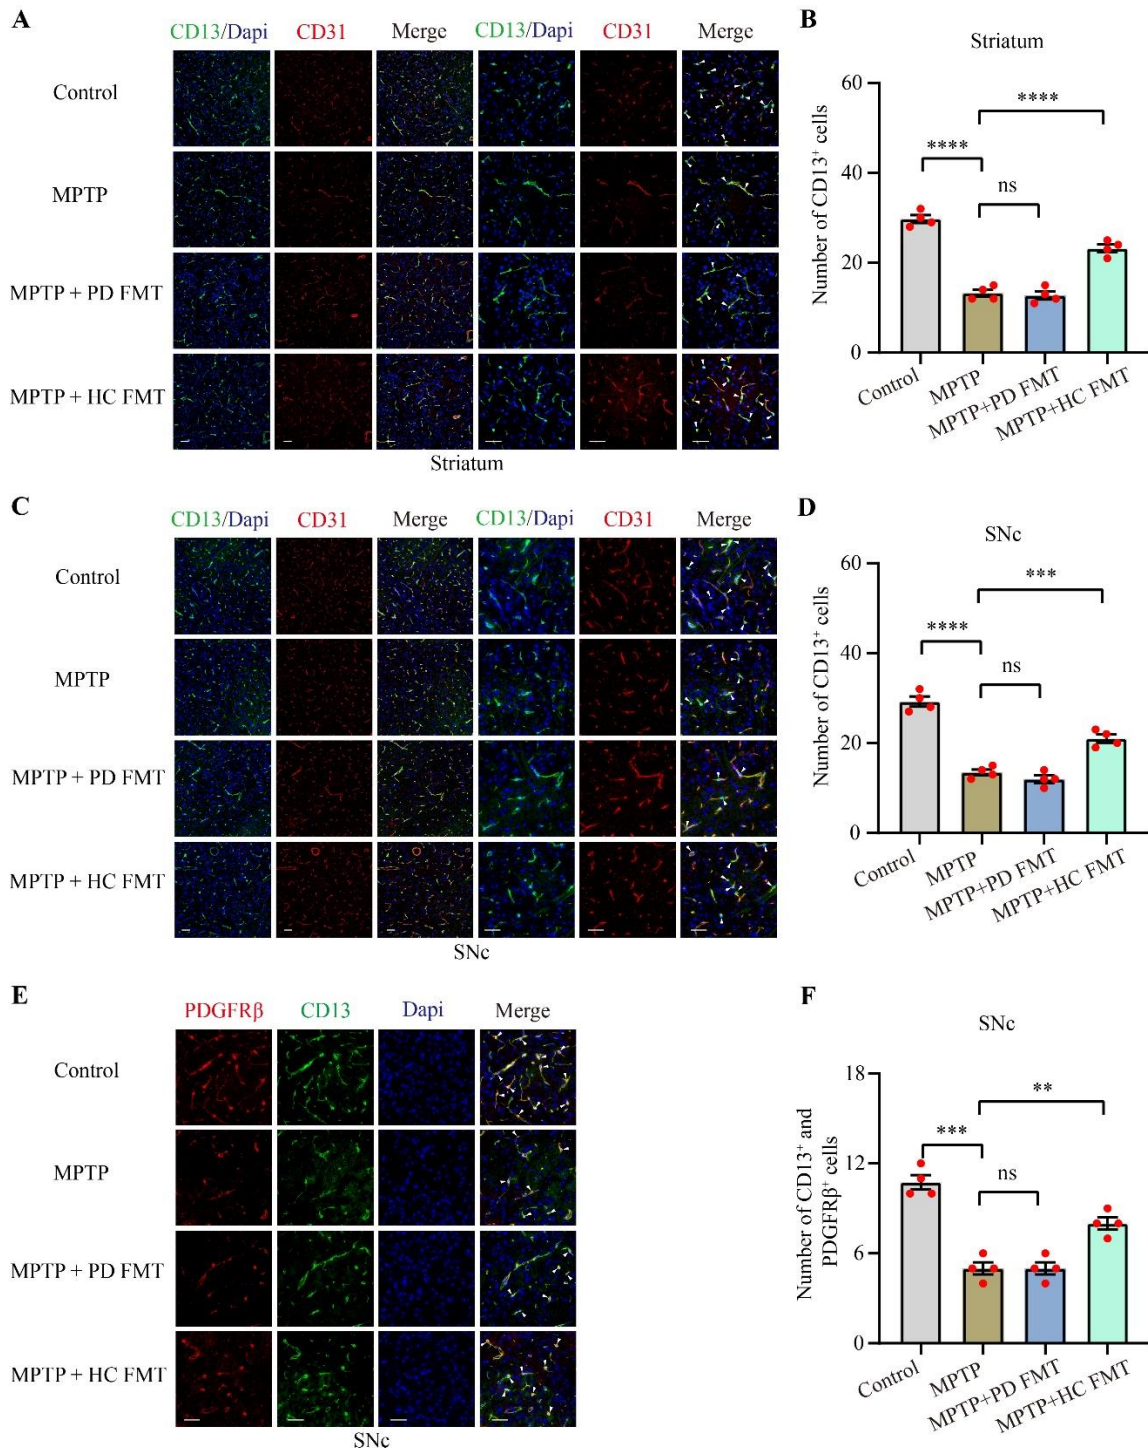 A
CD13/Dapi CD31 Merge CD13/Dapi CD31 Merge
Control
MPTP
MPTP + PD FMT
MPTP + HC FMT
Striatum
B
Striatum
Number of CD13⁺ cells
60
40
20
0
****
****
ns
Control
MPTP
MPTP+PD FMT
MPTP+HC FMT
C
CD13/Dapi CD31 Merge CD13/Dapi CD31 Merge
Control
MPTP
MPTP + PD FMT
MPTP + HC FMT
SNc
D
SNc
Number of CD13⁺ cells
60
40
20
0
***
****
ns
Control
MPTP
MPTP+PD FMT
MPTP+HC FMT
E
PDGFRβ CD13 Dapi Merge
Control
MPTP
MPTP + PD FMT
MPTP + HC FMT
SNc
F
SNc
Number of CD13⁺ and
PDGFRβ⁺ cells
18
12
6
0
**
***
ns
Control
MPTP
MPTP+PD FMT
MPTP+HC FMT